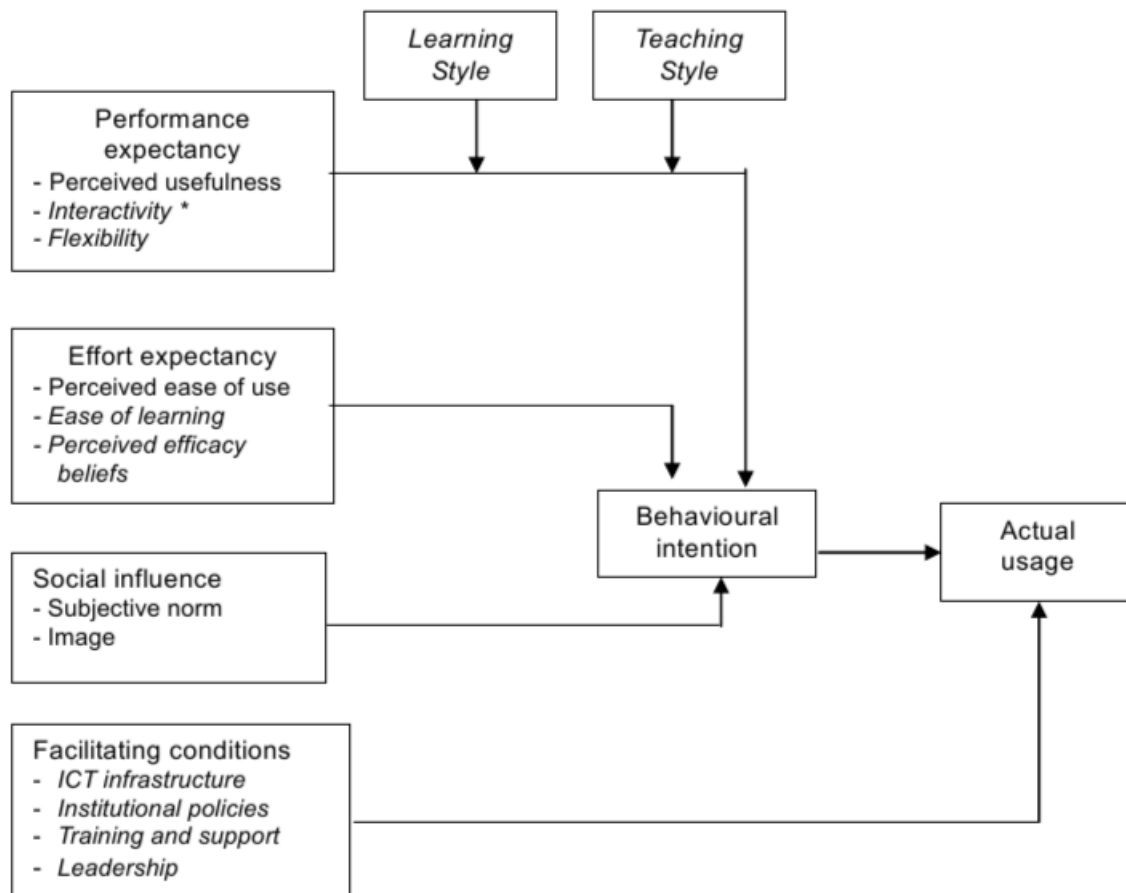 Learning
Style
Teaching
Style
Performance
expectancy
- Perceived usefulness
- Interactivity *
- Flexibility
Effort expectancy
- Perceived ease of use
- Ease of learning
- Perceived efficacy
beliefs
Behavioural
intention
Actual
usage
Social influence
- Subjective norm
- Image
Facilitating conditions
- ICT infrastructure
- Institutional policies
- Training and support
- Leadership